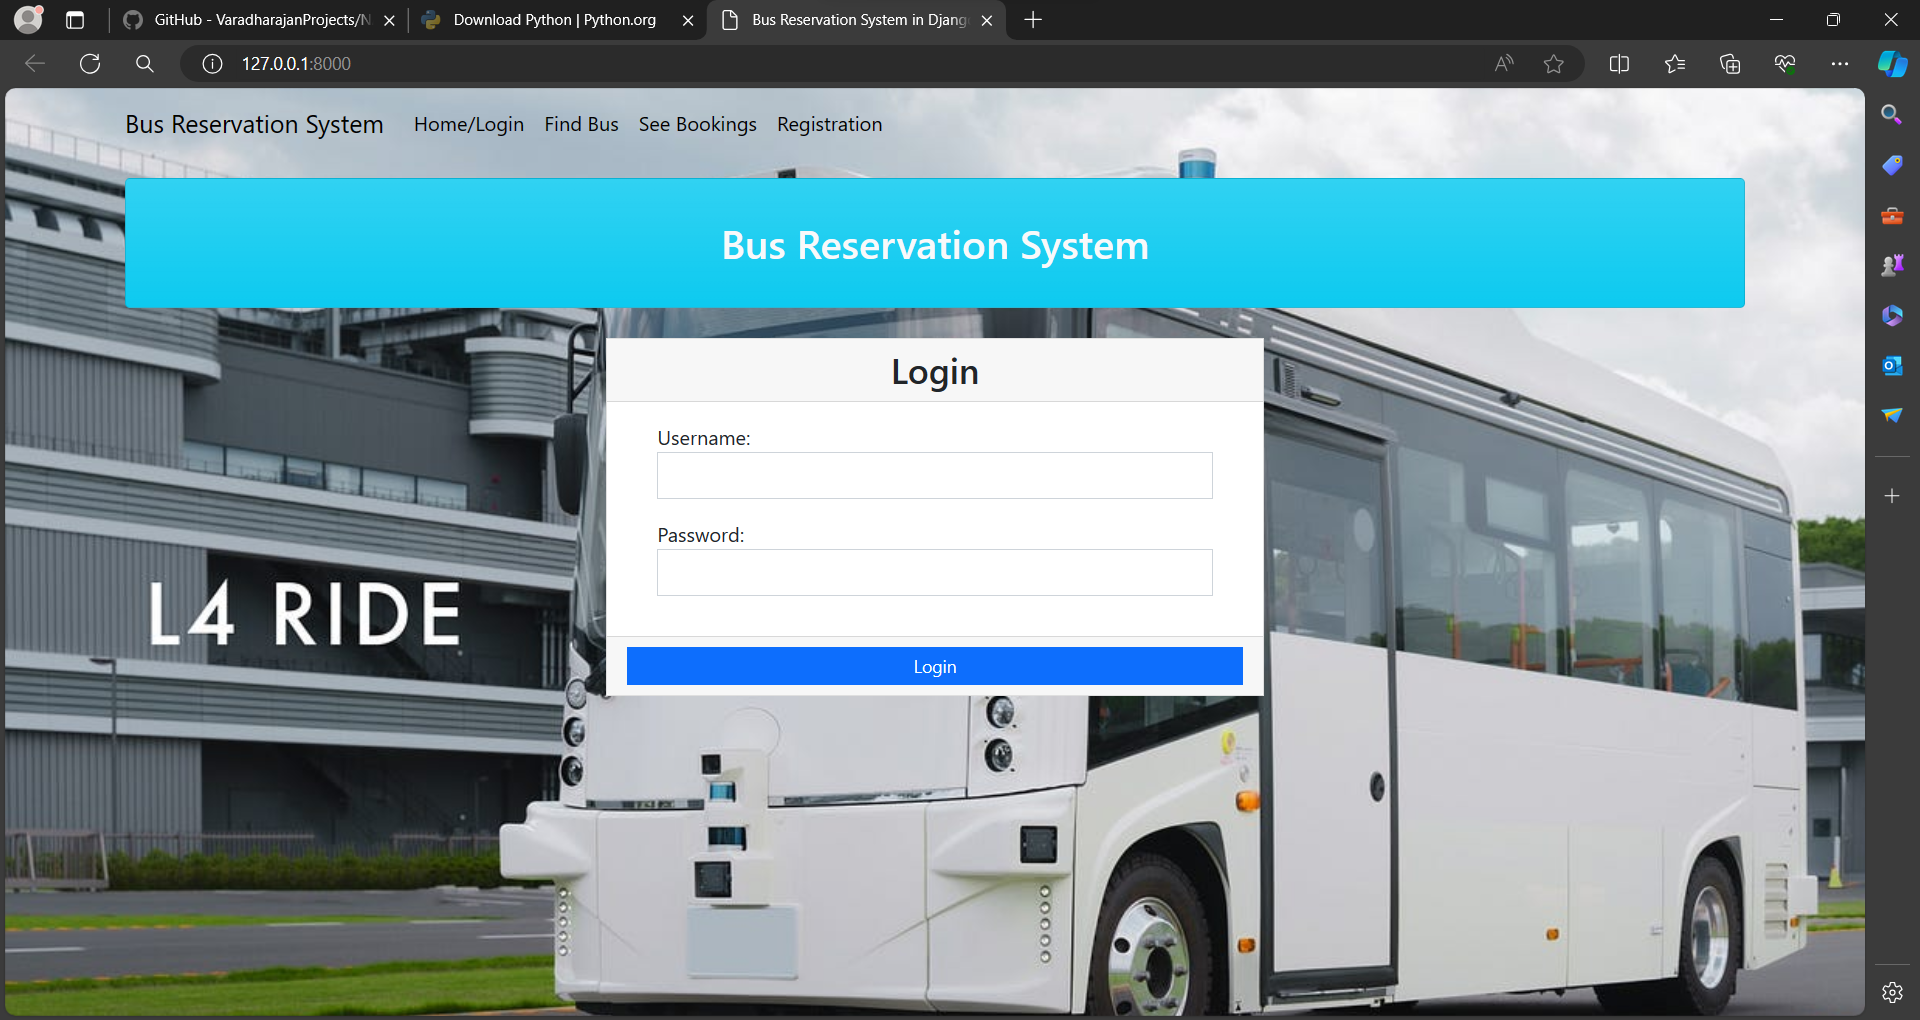 GitHub - VaradharajanProjects/N
Download Python | Python.org
Bus Reservation System in Djang
127.0.0.1:8000
Bus Reservation System Home/Login Find Bus See Bookings Registration
Bus Reservation System
Login
Username:
Password:
L4 RIDE
Login